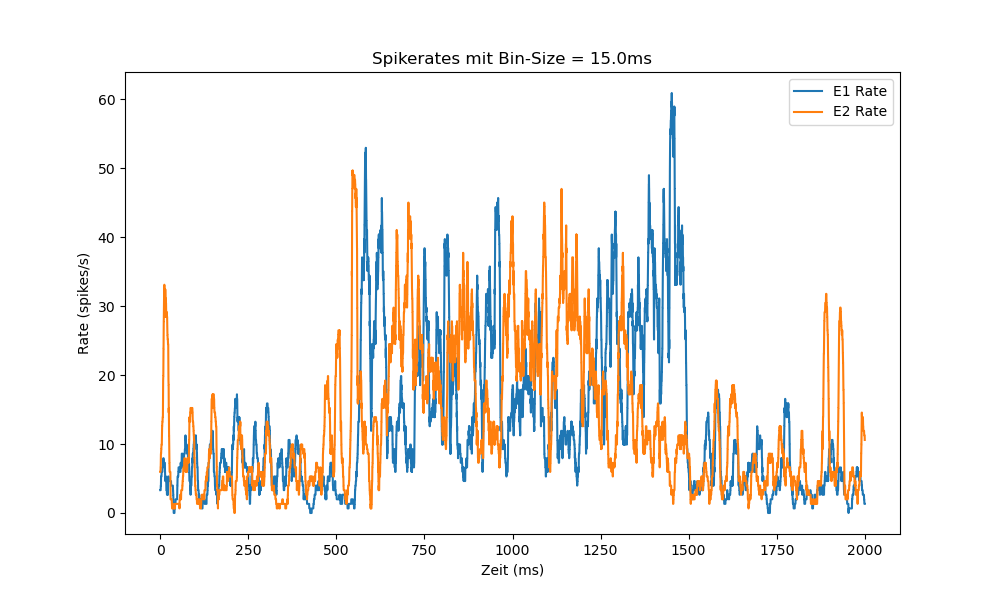 Spikerates mit Bin-Size = 15.0ms
E1 Rate
E2 Rate
Rate (spikes/s)
60
50
40
30
20
10
0
0 250 500 750 1000 1250 1500 1750 2000
Zeit (ms)